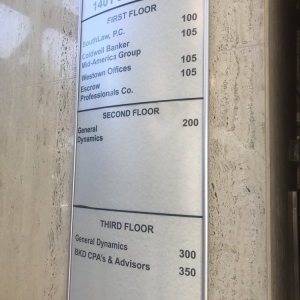 FIRST FLOOR
SouthLaw, P.C. 100
Coldwell Banker 105
Mid-America Group
Westown Offices 105
Escrow 105
Professionals Co.
SECOND FLOOR
General 200
Dynamics
THIRD FLOOR
General Dynamics 300
BKD CPA's & Advisors 350